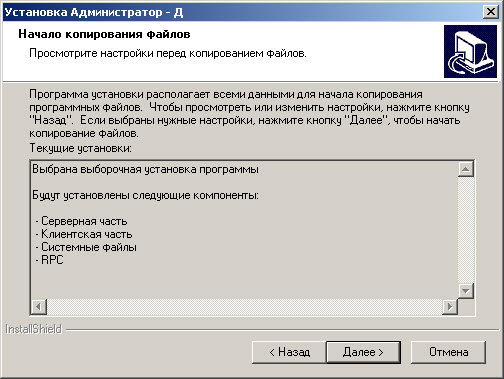 Установка Администратор - Д
Начало копирования файлов
Просмотрите настройки перед копированием файлов.
Программа установки располагает всеми данными для начала копирования
программных файлов.  Чтобы просмотреть или изменить настройки, нажмите кнопку
"Назад".  Если выбраны нужные настройки, нажмите кнопку "Далее", чтобы начать
копирование файлов.
Текущие установки:
Выбрана выборочная установка программы
Будут установлены следующие компоненты:
- Серверная часть
- Клиентская часть
- Системные файлы
- RPC
InstallShield
< Назад
Далее >
Отмена